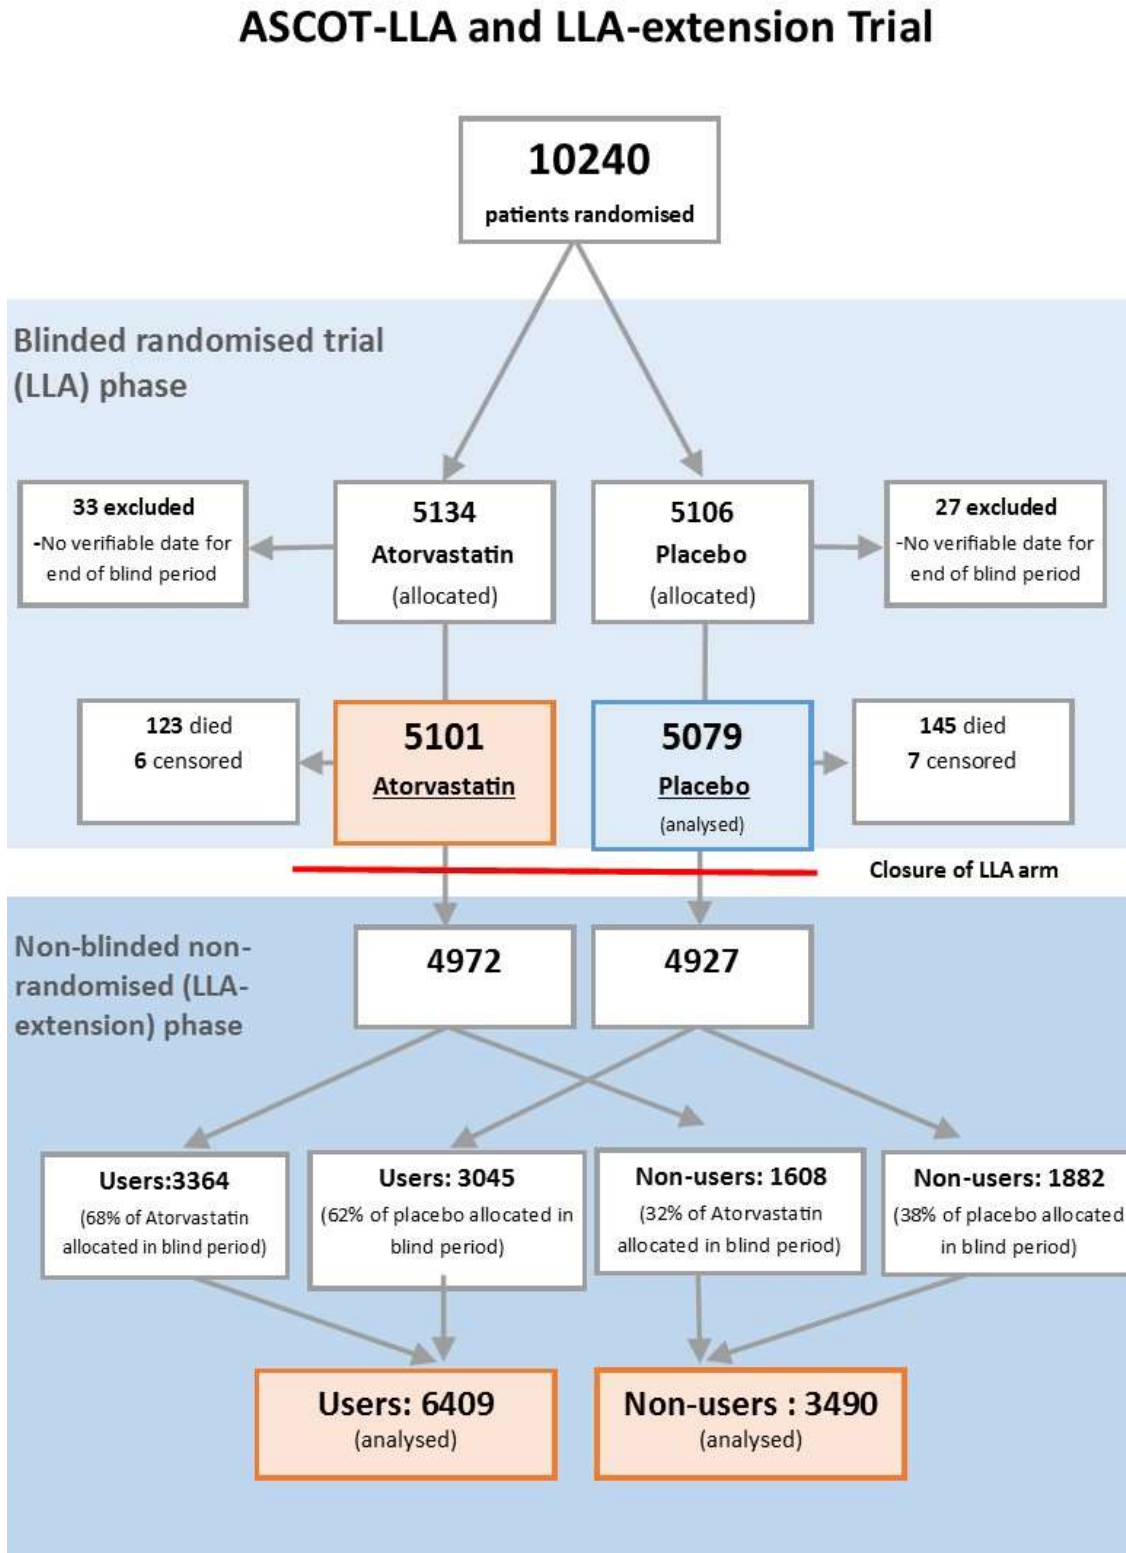 ASCOT-LLA and LLA-extension Trial
10240
patients randomised
Blinded randomised trial
(LLA) phase
33 excluded
-No verifiable date for
end of blind period
5134
Atorvastatin
(allocated)
5106
Placebo
(allocated)
27 excluded
-No verifiable date for
end of blind period
123 died
6 censored
5101
Atorvastatin
5079
Placebo
(analysed)
145 died
7 censored
Closure of LLA arm
Non-blinded non-
randomised (LLA-
extension) phase
4972
4927
Users:3364
(68% of Atorvastatin
allocated in blind period)
Users: 3045
(62% of placebo allocated in
blind period)
Non-users: 1608
(32% of Atorvastatin
allocated in blind period)
Non-users: 1882
(38% of placebo allocated
in blind period)
Users: 6409
(analysed)
Non-users : 3490
(analysed)